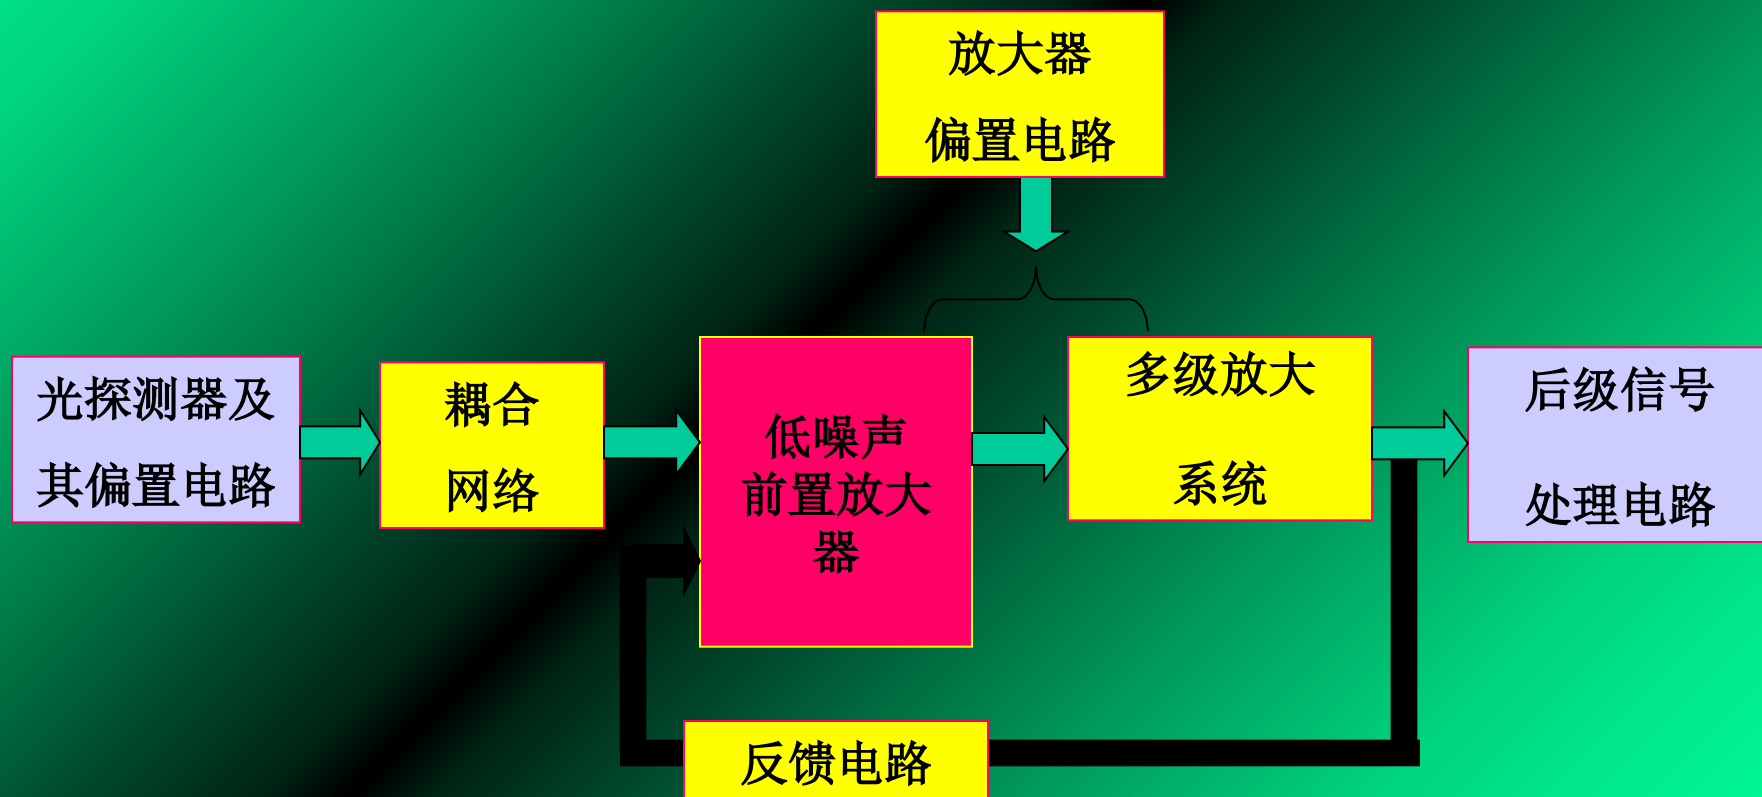 放大器
偏置电路
光探测器及
其偏置电路
耦合
网络
低噪声
前置放大
器
多级放大
系统
后级信号
处理电路
反馈电路